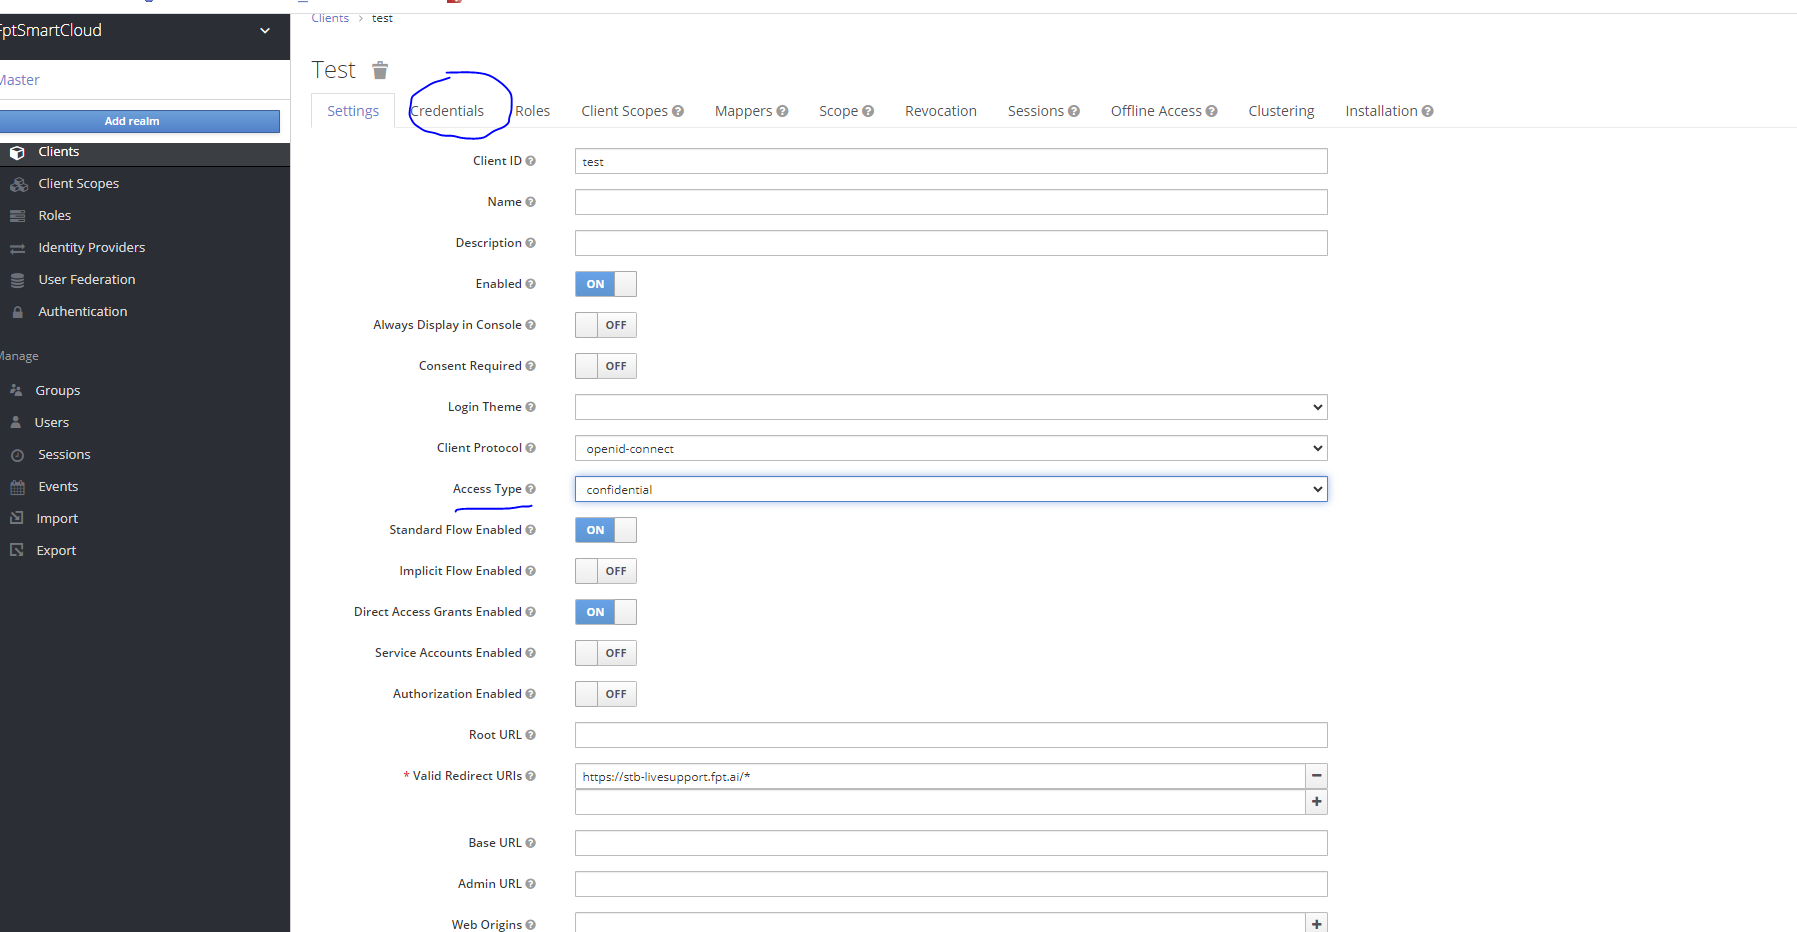 Clients > test
FptSmartCloud
Master
Add realm
Clients
Client Scopes
Roles
Identity Providers
User Federation
Authentication
Manage
Groups
Users
Sessions
Events
Import
Export
Test
Settings Credentials Roles Client Scopes Mappers Scope Revocation Sessions Offline Access Clustering Installation
Client ID test
Name
Description
Enabled ON
Always Display in Console OFF
Consent Required OFF
Login Theme
Client Protocol openid-connect
Access Type confidential
Standard Flow Enabled ON
Implicit Flow Enabled OFF
Direct Access Grants Enabled ON
Service Accounts Enabled OFF
Authorization Enabled OFF
Root URL
* Valid Redirect URIs https://stb-livesupport.fpt.ai/*
Base URL
Admin URL
Web Origins